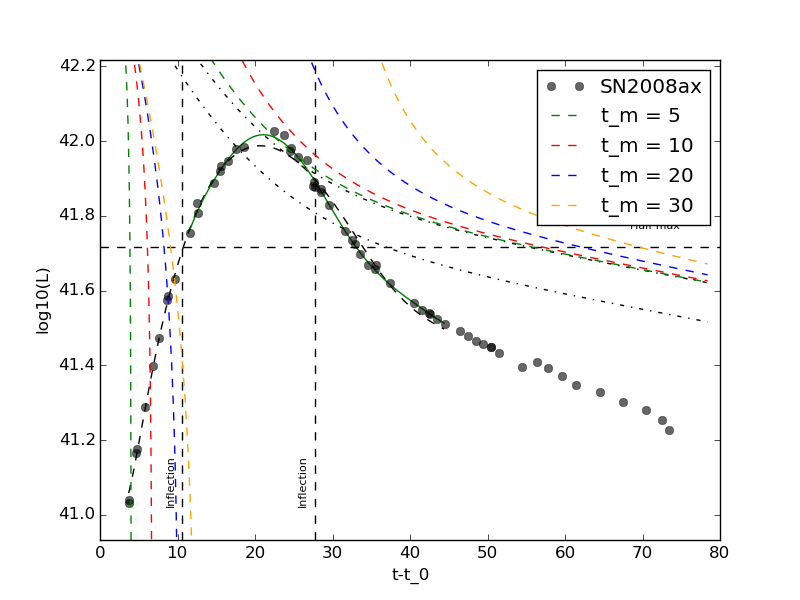 42.2
42.0
41.8
41.6
41.4
41.2
41.0
log10(L)
0
10
20
30
40
50
60
70
80
t-t_0
Inflection
Inflection
SN2008ax
t_m = 5
t_m = 10
t_m = 20
t_m = 30
Half max